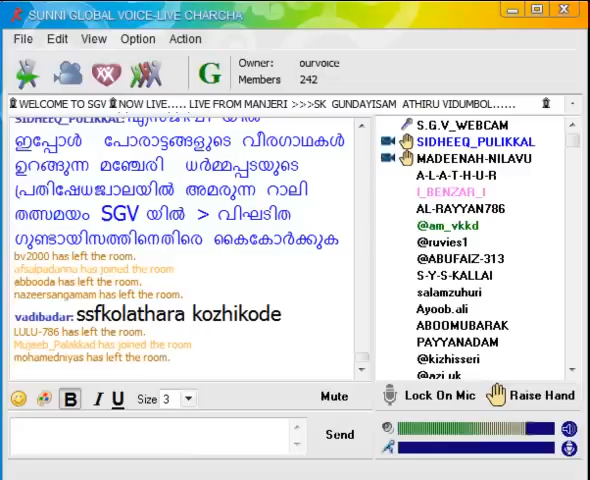 SUNNI GLOBAL VOICE-LIVE CHARCHA
File Edit View Option Action
G
Owner: ourvoice
Members 242
WELCOME TO SGV NOW LIVE..... LIVE FROM MANJERI >>>SK GUNDAYISAM ATHIRU VIDUMBOL......
ഇപ്പോൾ പോരാട്ടങ്ങളുടെ വീരഗാഥകൾ
ഉറങ്ങുന്ന മഞ്ചേരി ധർമ്മപ്പടയുടെ
പ്രതിഷേധജ്വാലയിൽ അമരുന്ന റാലി
തത്സമയം SGV യിൽ > വിഘടിത
ഗുണ്ടായിസത്തിനെതിരെ കൈകോർക്കുക
bv2000 has left the room.
afsalpadanna has joined the room
abbooda has left the room.
nazeersangamam has left the room.
vadibadar: ssfkolathara kozhikode
LULU-786 has left the room.
Mujeeb_Palakkad has joined the room
mohamedniyas has left the room.
S.G.V_WEBCAM
SIDHEEQ_PULIKKAL
MADEENAH-NILAVU
A-L-A-T-H-U-R
I_BENZAR_I
AL-RAYYAN786
@am_vkkd
@ruvies1
@ABUFAIZ-313
S-Y-S-KALLAI
salamzuhuri
Ayoob.ali
ABOOMUBARAK
PAYYANADAM
@kizhisseri
@azi uk
B I U Size 3 Mute
Lock On Mic Raise Hand
Send